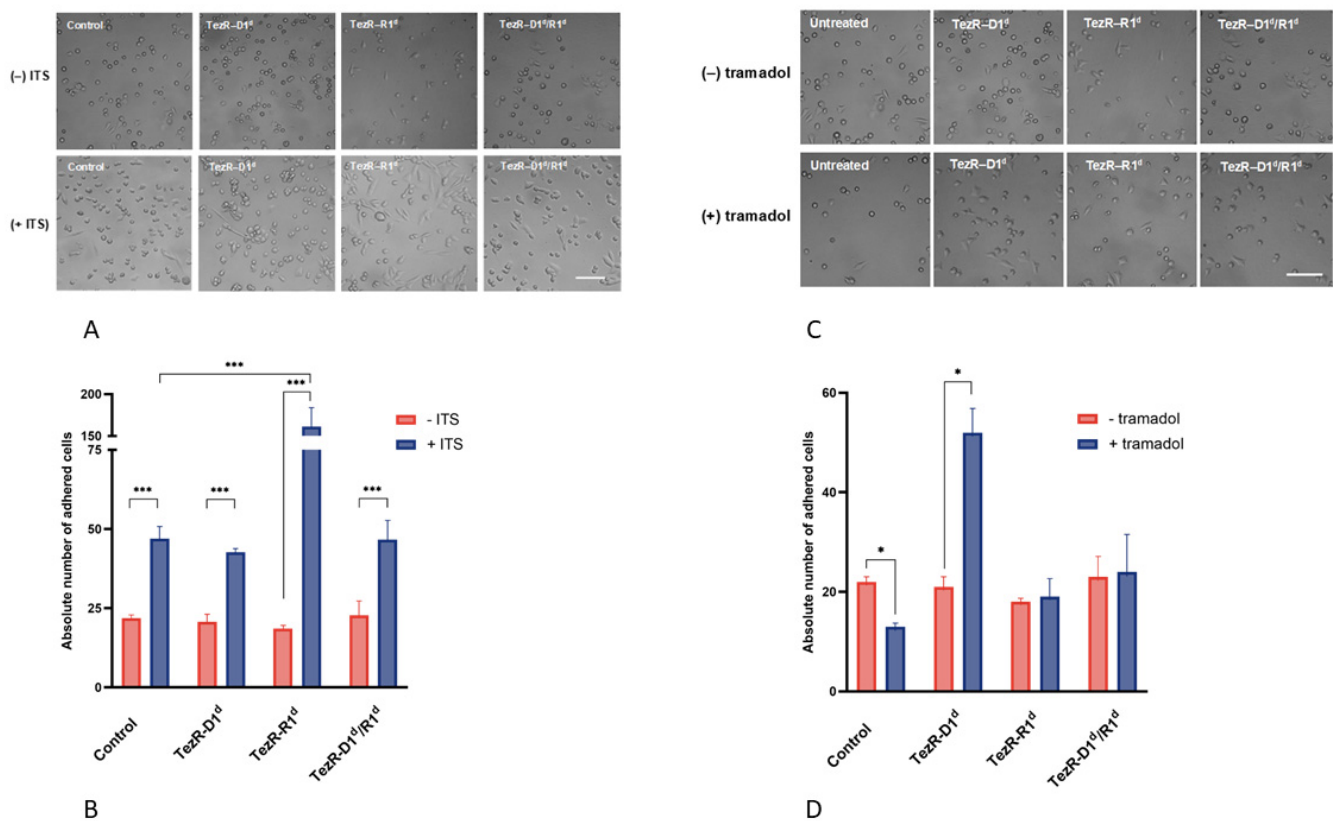 Control
TezR–D1ᵈ
TezR–R1ᵈ
TezR–D1ᵈ/R1ᵈ
(–) ITS
Control
TezR–D1ᵈ
TezR–R1ᵈ
TezR–D1ᵈ/R1ᵈ
(+ ITS)
A
Untreated
TezR–D1ᵈ
TezR–R1ᵈ
TezR–D1ᵈ/R1ᵈ
(–) tramadol
Untreated
TezR–D1ᵈ
TezR–R1ᵈ
TezR–D1ᵈ/R1ᵈ
(+) tramadol
C
Absolute number of adhered cells
200
150
75
50
25
0
***
***
***
***
***
- ITS
+ ITS
Control
TezR-D1ᵈ
TezR-R1ᵈ
TezR-D1ᵈ/R1ᵈ
B
Absolute number of adhered cells
60
40
20
0
*
*
- tramadol
+ tramadol
Control
TezR-D1ᵈ
TezR-R1ᵈ
TezR-D1ᵈ/R1ᵈ
D